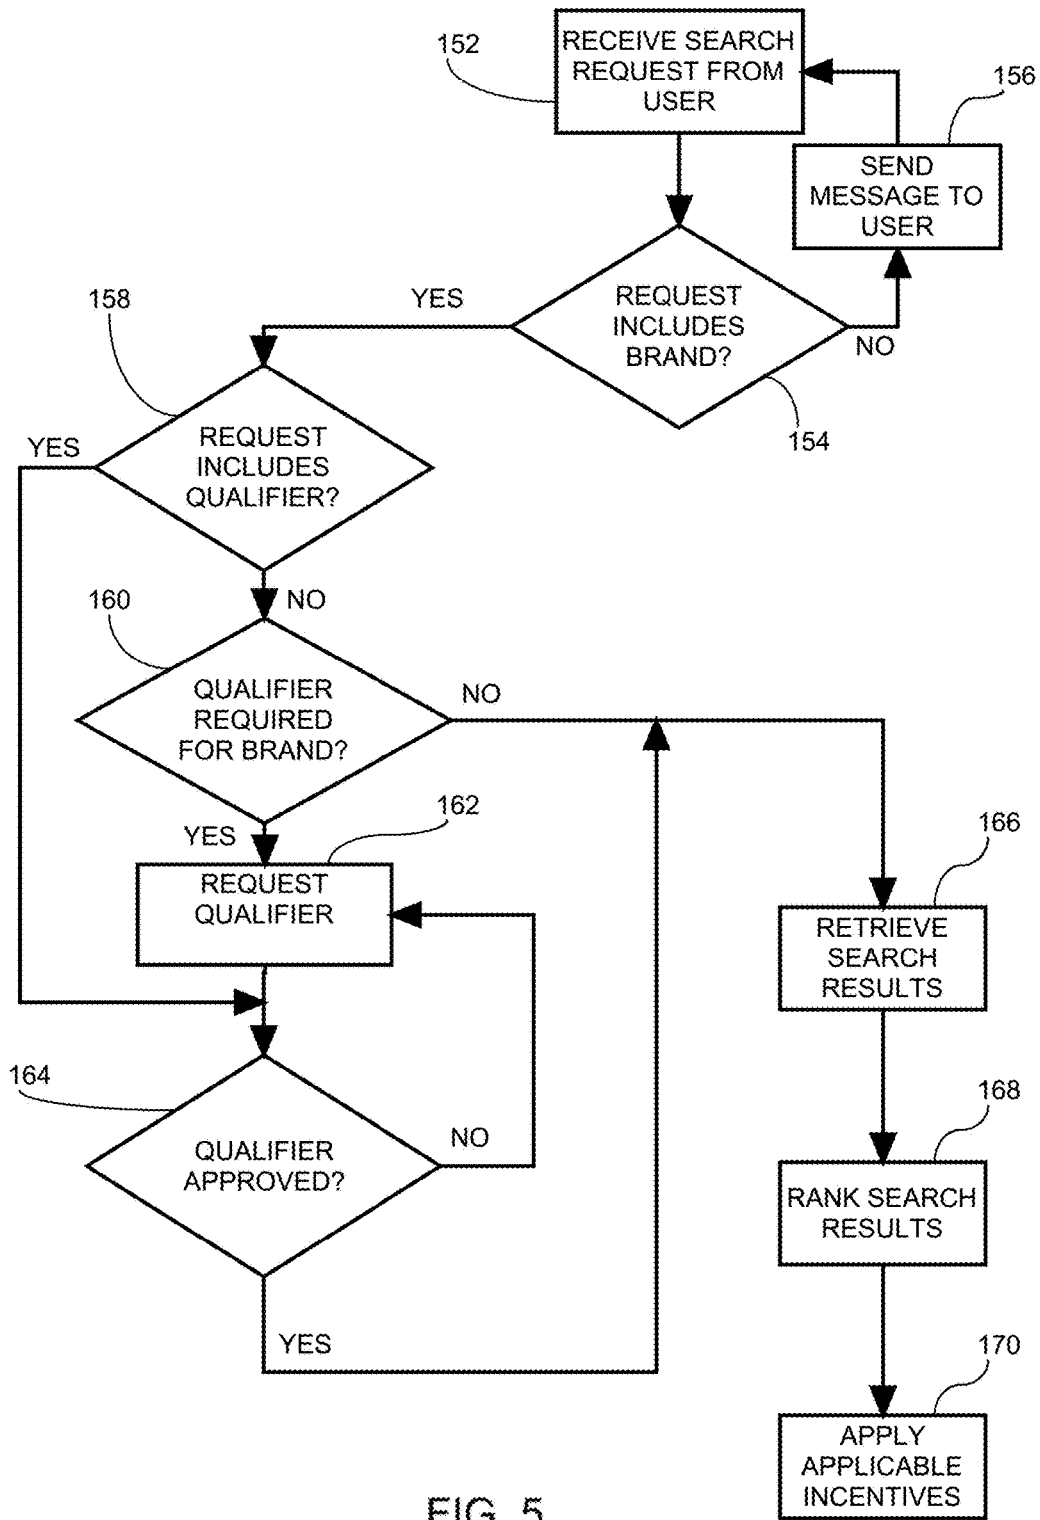 152
RECEIVE SEARCH
REQUEST FROM
USER
156
SEND
MESSAGE TO
USER
158
YES
REQUEST
INCLUDES
BRAND?
NO
154
YES
REQUEST
INCLUDES
QUALIFIER?
160
NO
QUALIFIER
REQUIRED
FOR BRAND?
NO
162
YES
REQUEST
QUALIFIER
166
RETRIEVE
SEARCH
RESULTS
164
QUALIFIER
APPROVED?
NO
168
RANK SEARCH
RESULTS
YES
170
APPLY
APPLICABLE
INCENTIVES
FIG. 5